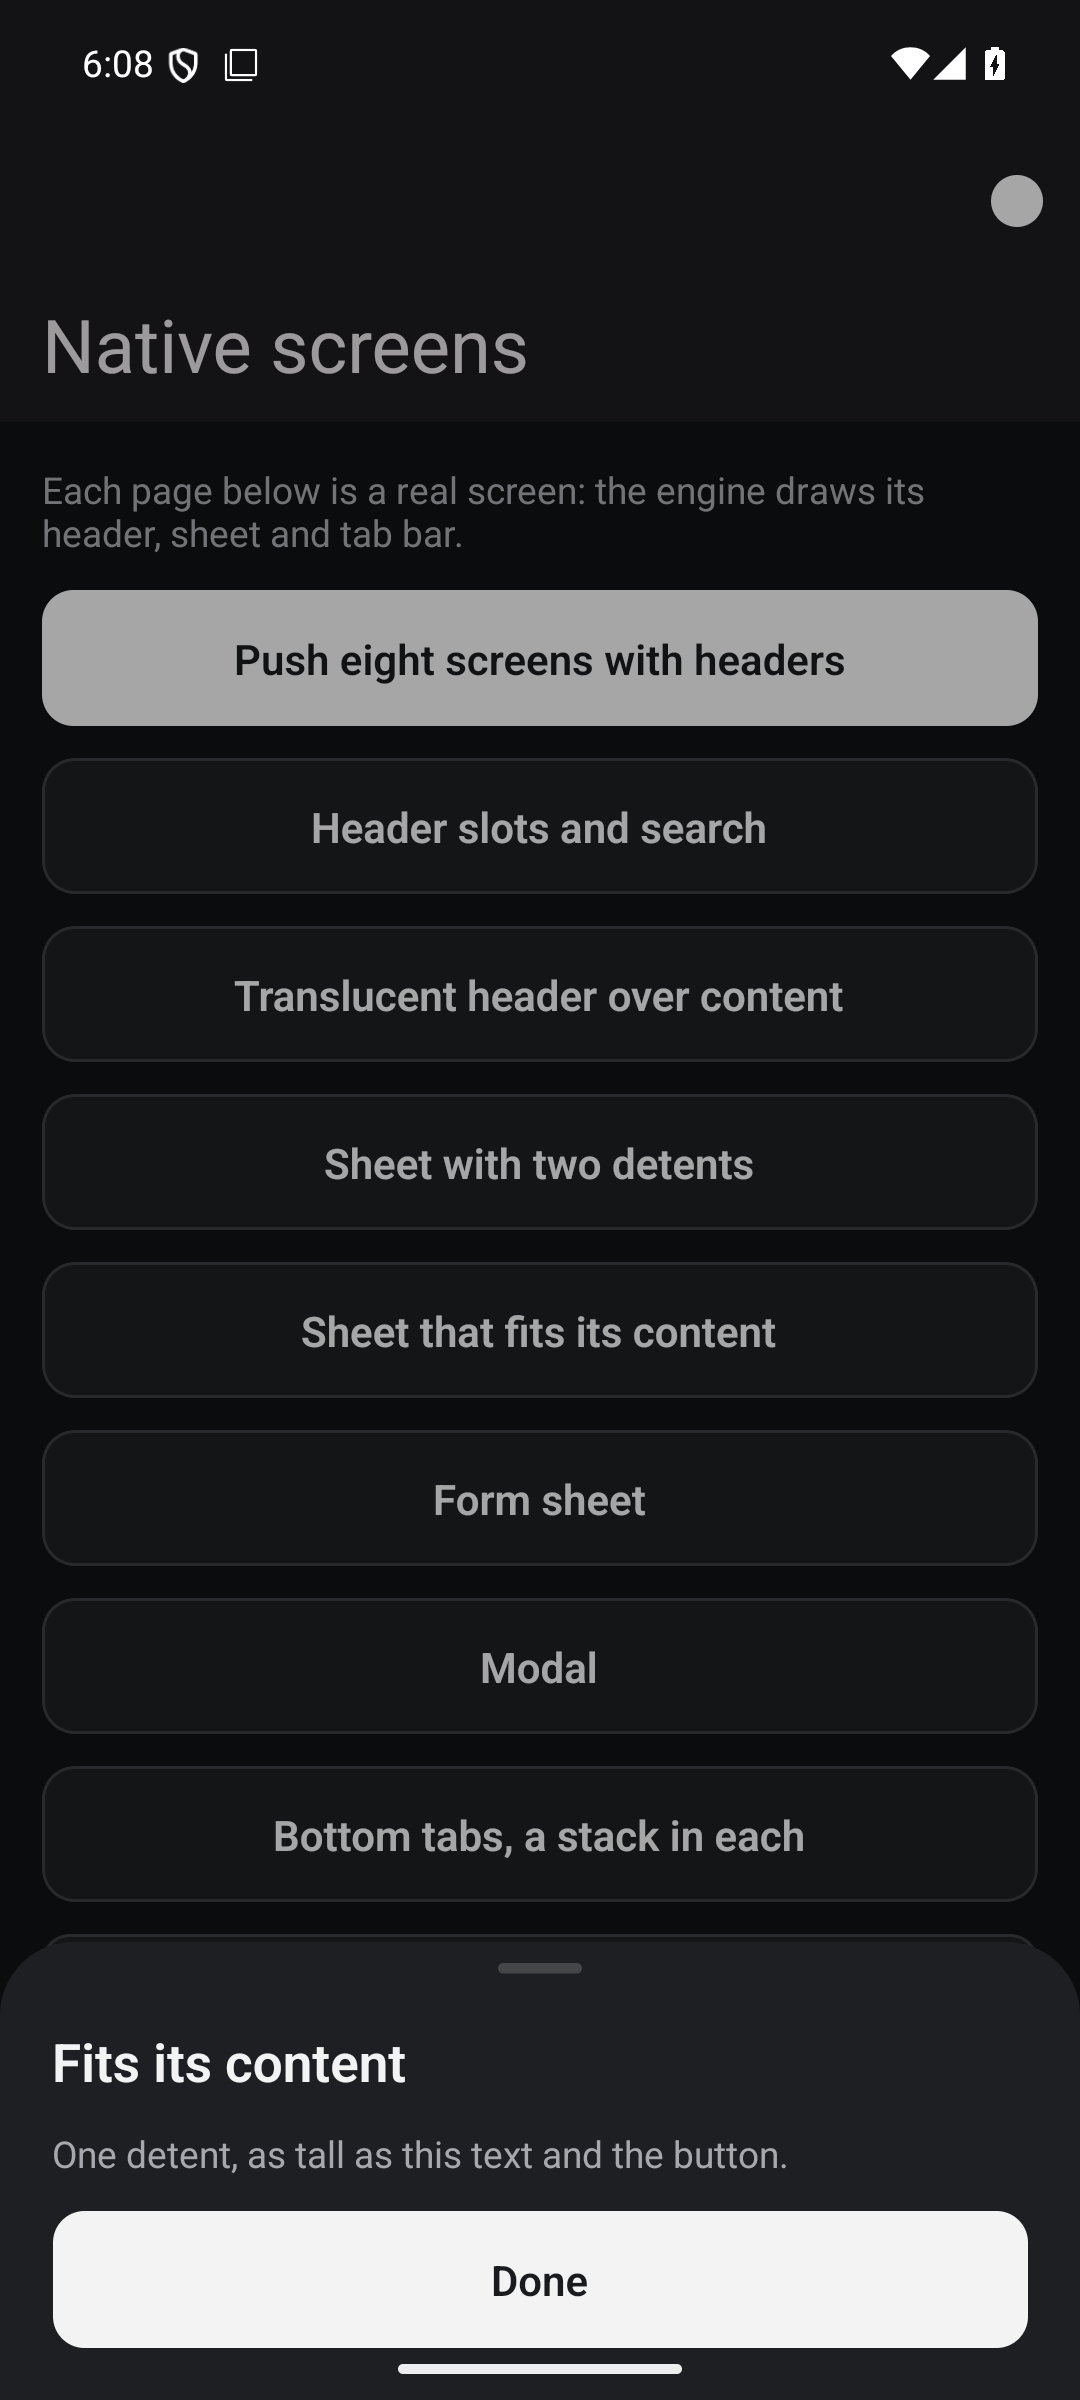 6:08
Native screens
Each page below is a real screen: the engine draws its
header, sheet and tab bar.
Push eight screens with headers
Header slots and search
Translucent header over content
Sheet with two detents
Sheet that fits its content
Form sheet
Modal
Bottom tabs, a stack in each
Fits its content
One detent, as tall as this text and the button.
Done